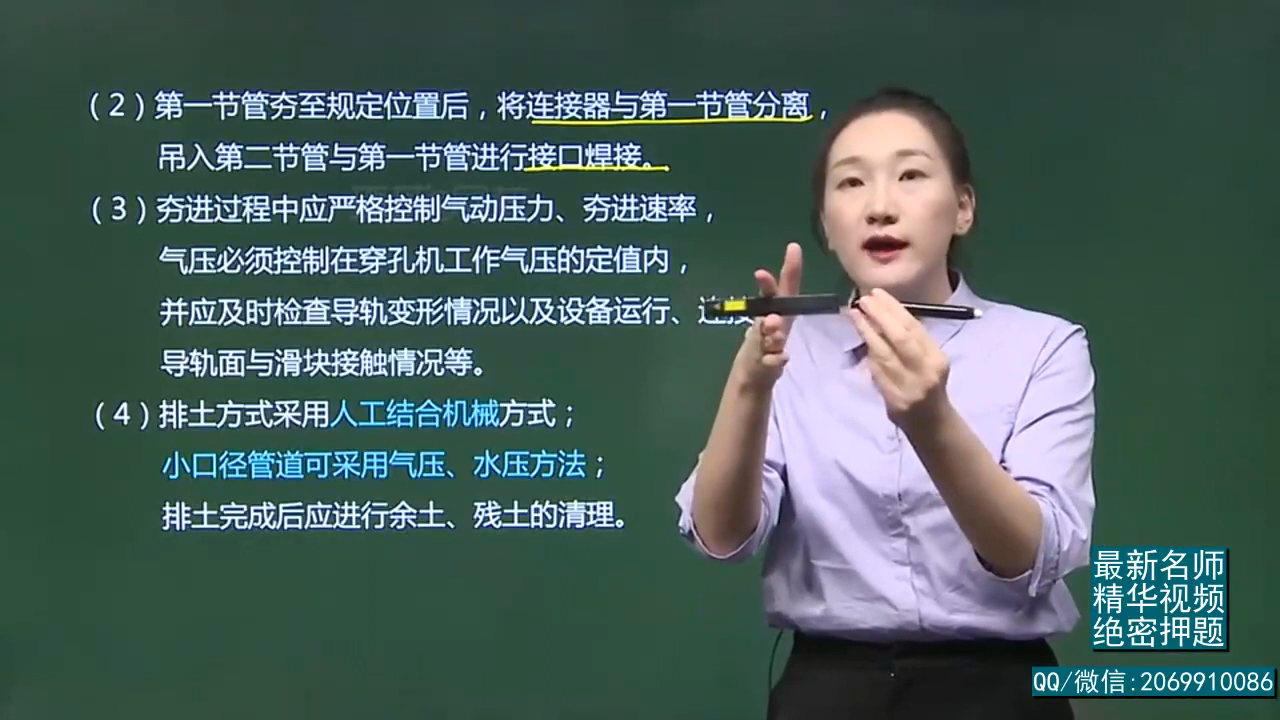 （2）第一节管夯至规定位置后，将连接器与第一节管分离，
吊入第二节管与第一节管进行接口焊接。
（3）夯进过程中应严格控制气动压力、夯进速率，
气压必须控制在穿孔机工作气压的定值内，
并应及时检查导轨变形情况以及设备运行、连接
导轨面与滑块接触情况等。
（4）排土方式采用人工结合机械方式；
小口径管道可采用气压、水压方法；
排土完成后应进行余土、残土的清理。
最新名师
精华视频
绝密押题
QQ/微信:2069910086